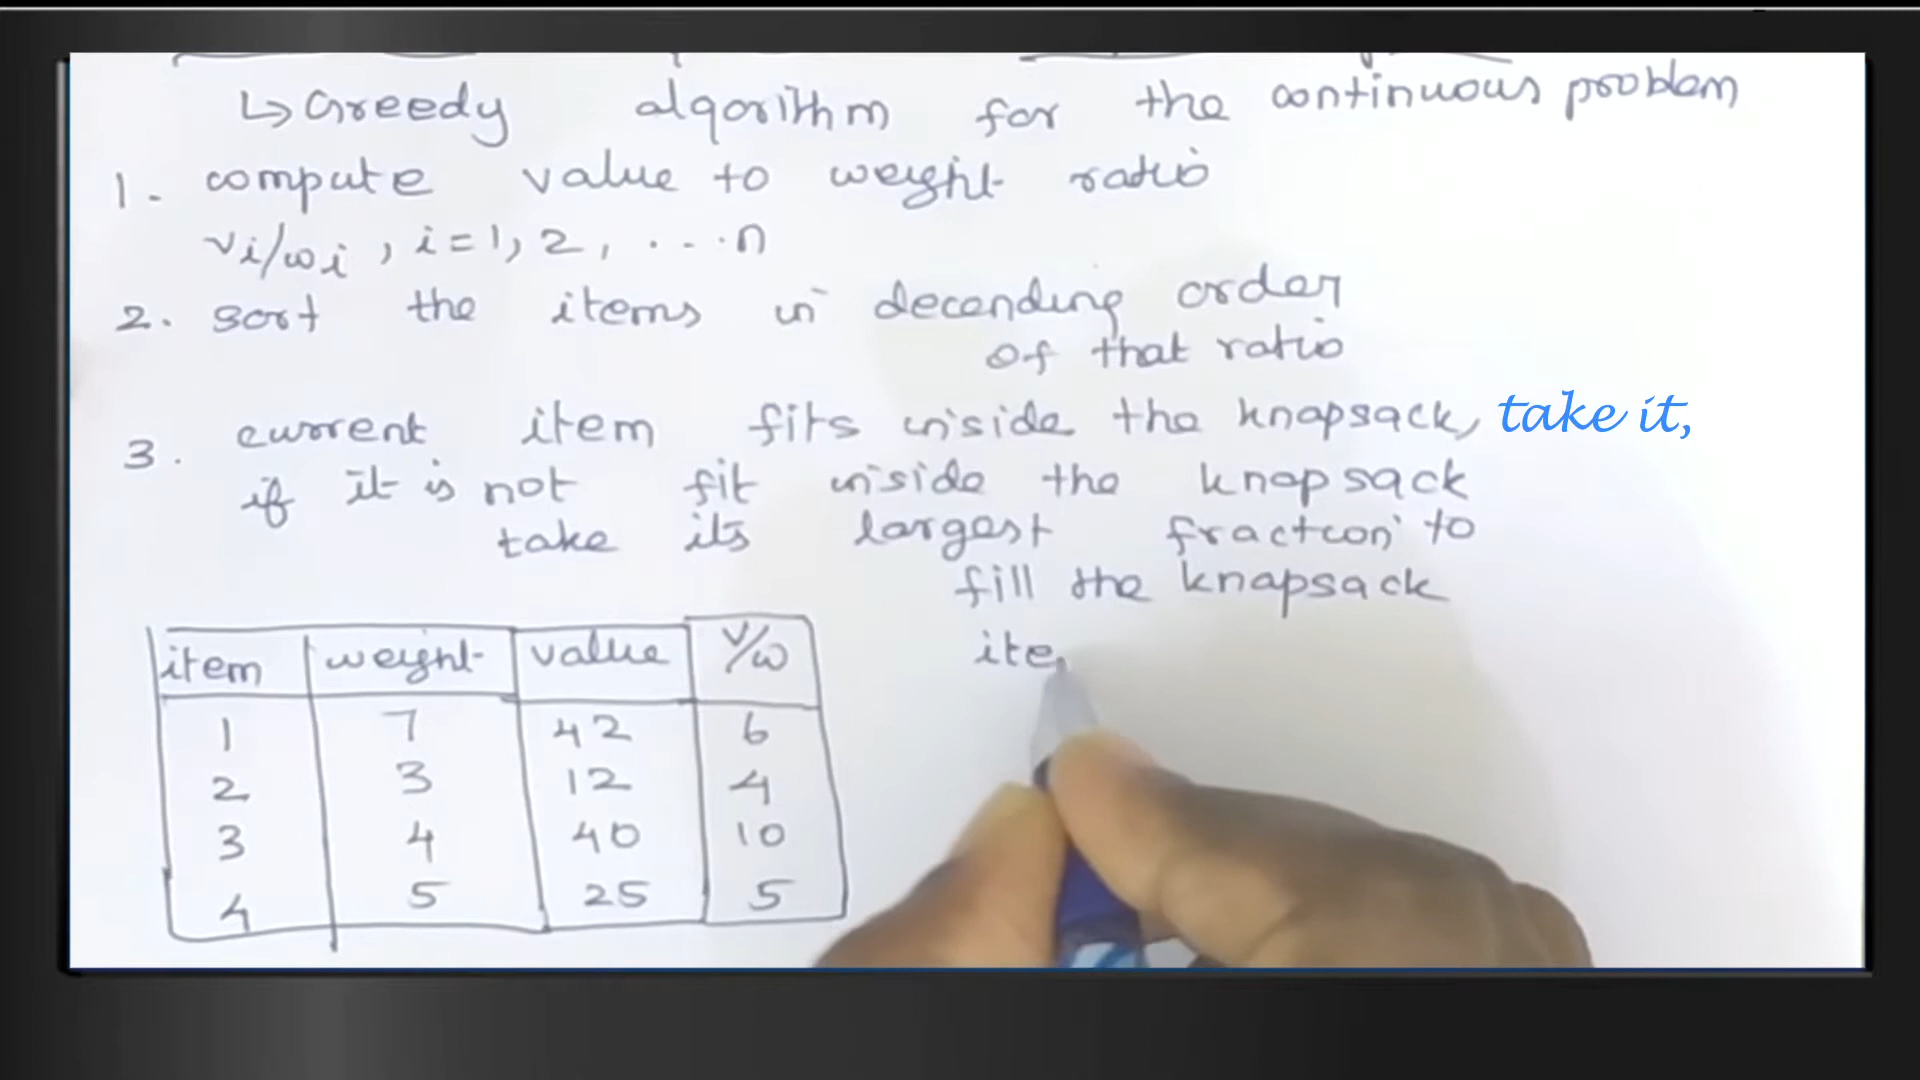 ↳ Greedy algorithm for the continuous problem
1. compute value to weight ratio
vi/wi, i=1, 2, ....n
2. sort the items in decending order
of that ratio
3. current item fits inside the knapsack, take it,
if it is not fit inside the knapsack
take its largest fraction to
fill the knapsack
item weight value v/w
1 7 42 6
2 3 12 4
3 4 40 10
4 5 25 5
ite